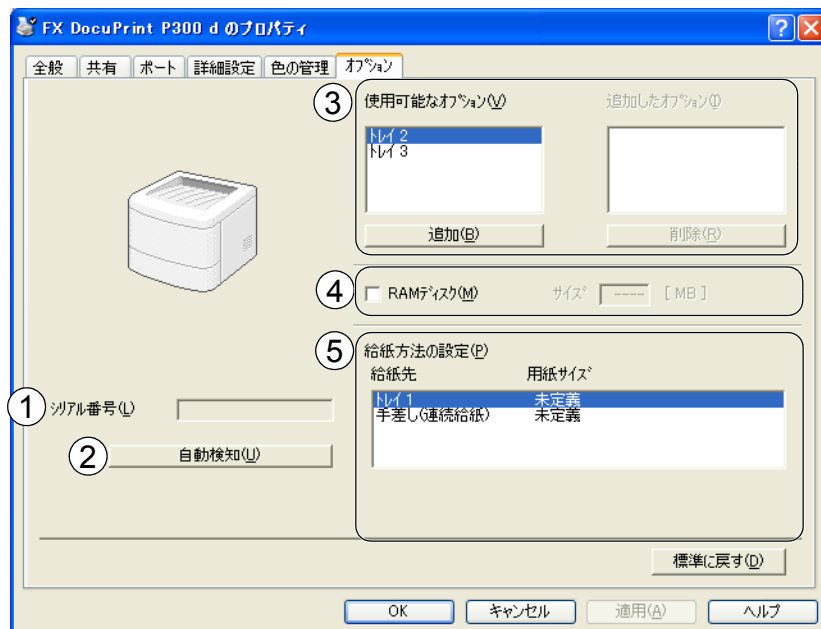 FX DocuPrint P300 d のプロパティ
全般 共有 ポート 詳細設定 色の管理 オプション
③ 使用可能なオプション(V) 追加したオプション(I)
トレイ 2
トレイ 3
追加(B) 削除(R)
④ RAMディスク(M) サイズ ---- [ MB ]
⑤ 給紙方法の設定(P)
給紙先 用紙サイズ
トレイ 1 未定義
手差し(連続給紙) 未定義
① シリアル番号(L)
② 自動検知(U)
標準に戻す(D)
OK キャンセル 適用(A) ヘルプ